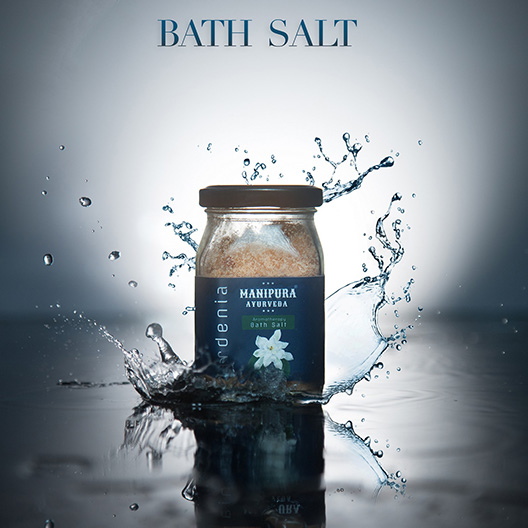 BATH SALT
MANIPURA
AYURVEDA
Aromatherapy
Bath Salt
rdenia